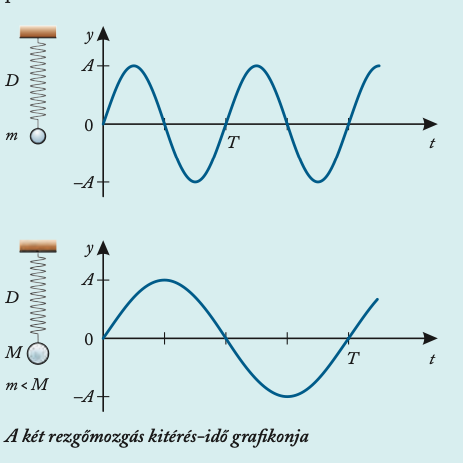 y
A
D
0
m
T
t
–A
y
A
D
0
M
T
t
m < M
–A
A két rezgőmozgás kitérés-idő grafikonja